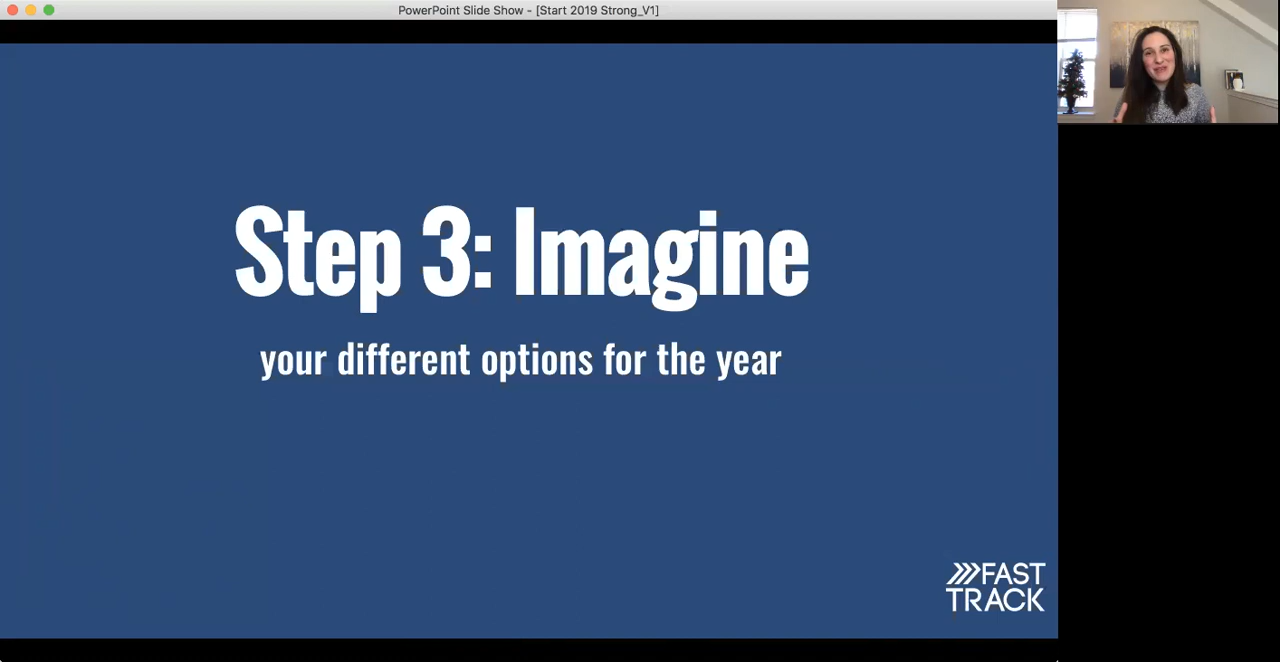 PowerPoint Slide Show - [Start 2019 Strong_V1]
Step 3: Imagine
your different options for the year
FAST
TRACK